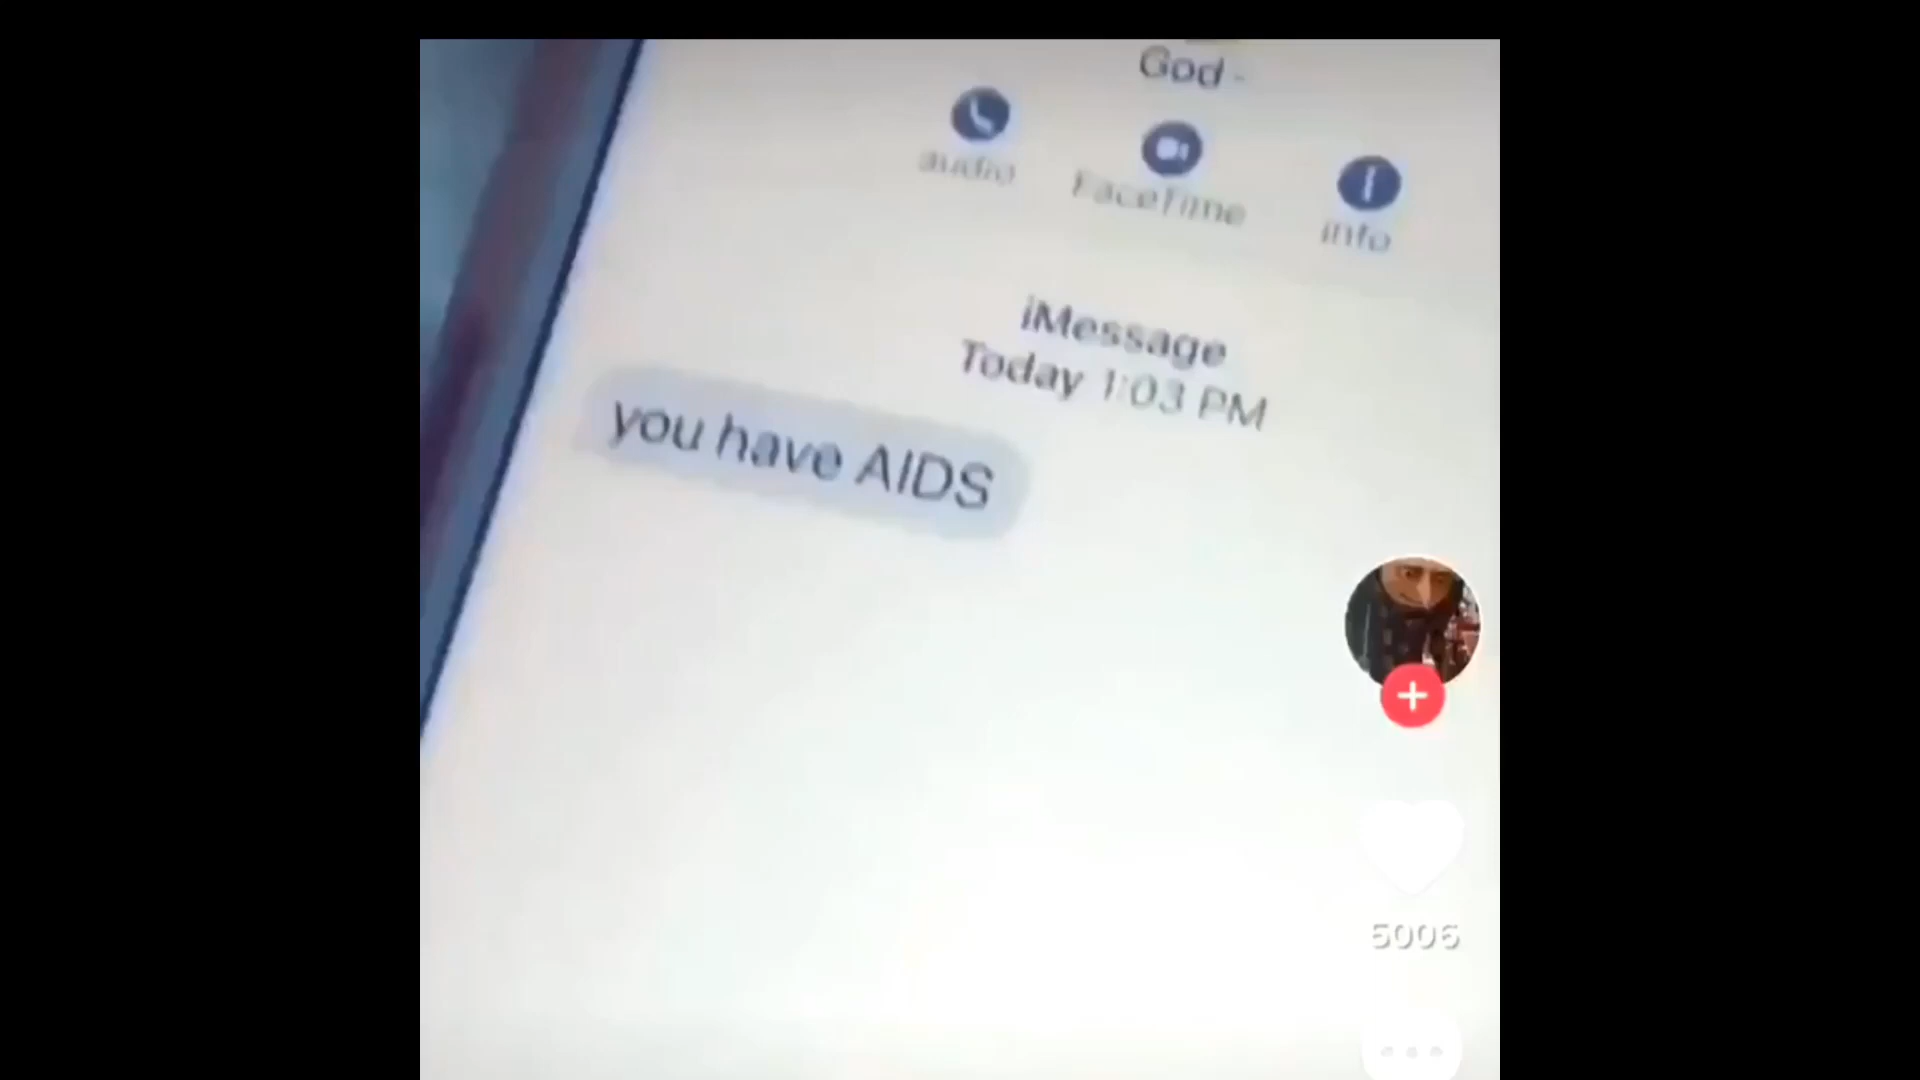 God -
audio
FaceTime
info
iMessage
Today 1:03 PM
you have AIDS
5006